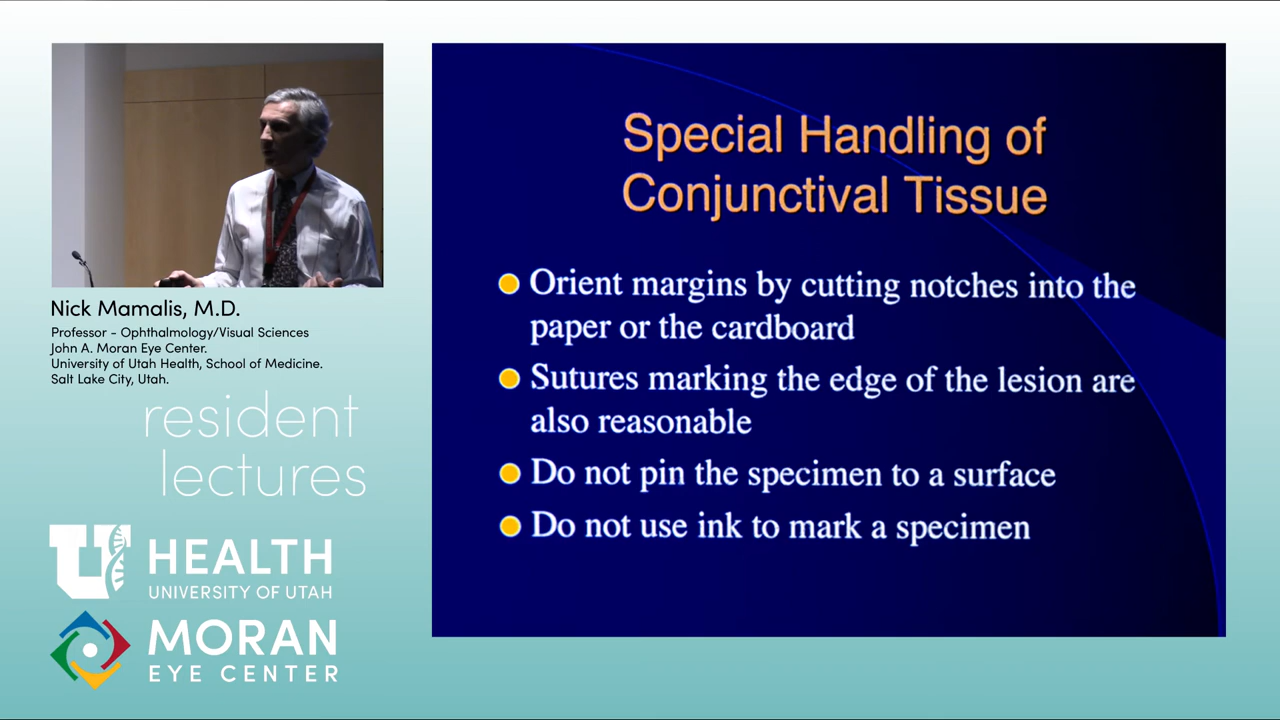 Special Handling of
Conjunctival Tissue
Orient margins by cutting notches into the
paper or the cardboard
Sutures marking the edge of the lesion are
also reasonable
Do not pin the specimen to a surface
Do not use ink to mark a specimen
Nick Mamalis, M.D.
Professor - Ophthalmology/Visual Sciences
John A. Moran Eye Center.
University of Utah Health, School of Medicine.
Salt Lake City, Utah.
resident
lectures
U HEALTH
UNIVERSITY OF UTAH
MORAN
EYE CENTER